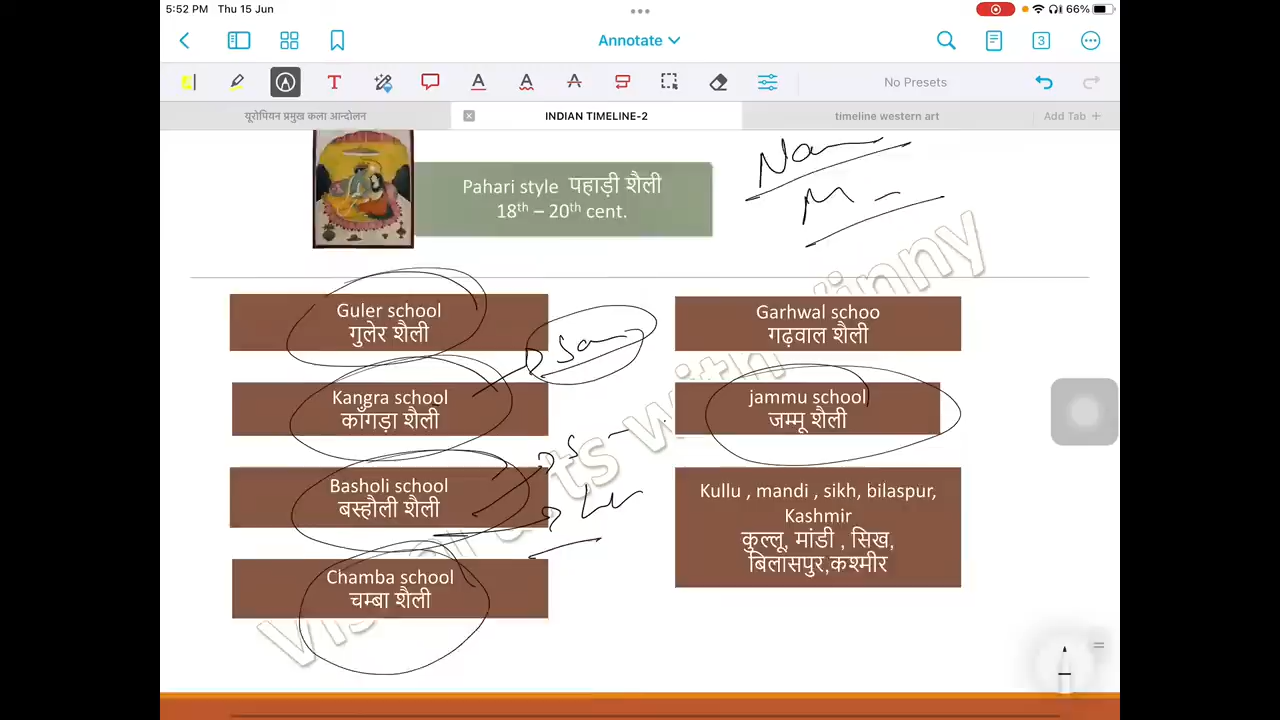 5:52 PM Thu 15 Jun
66%
Annotate
3
T
A
A
A
No Presets
यूरोपियन प्रमुख कला आन्दोलन
INDIAN TIMELINE-2
timeline western art
Add Tab +
Pahari style पहाड़ी शैली
18th – 20th cent.
Guler school
गुलेर शैली
Kangra school
काँगड़ा शैली
Basholi school
बस्हौली शैली
Chamba school
चम्बा शैली
Garhwal schoo
गढ़वाल शैली
jammu school
जम्मू शैली
Kullu , mandi , sikh, bilaspur,
Kashmir
कुल्लू, मांडी , सिख,
बिलासपुर,कश्मीर